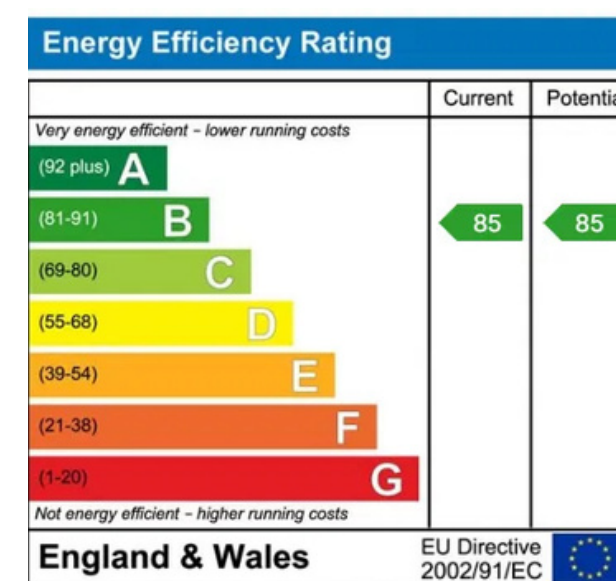 Energy Efficiency Rating
Current Potentia
Very energy efficient – lower running costs
(92 plus) A
(81-91) B 85 85
(69-80) C
(55-68) D
(39-54) E
(21-38) F
(1-20) G
Not energy efficient – higher running costs
England & Wales
EU Directive
2002/91/EC